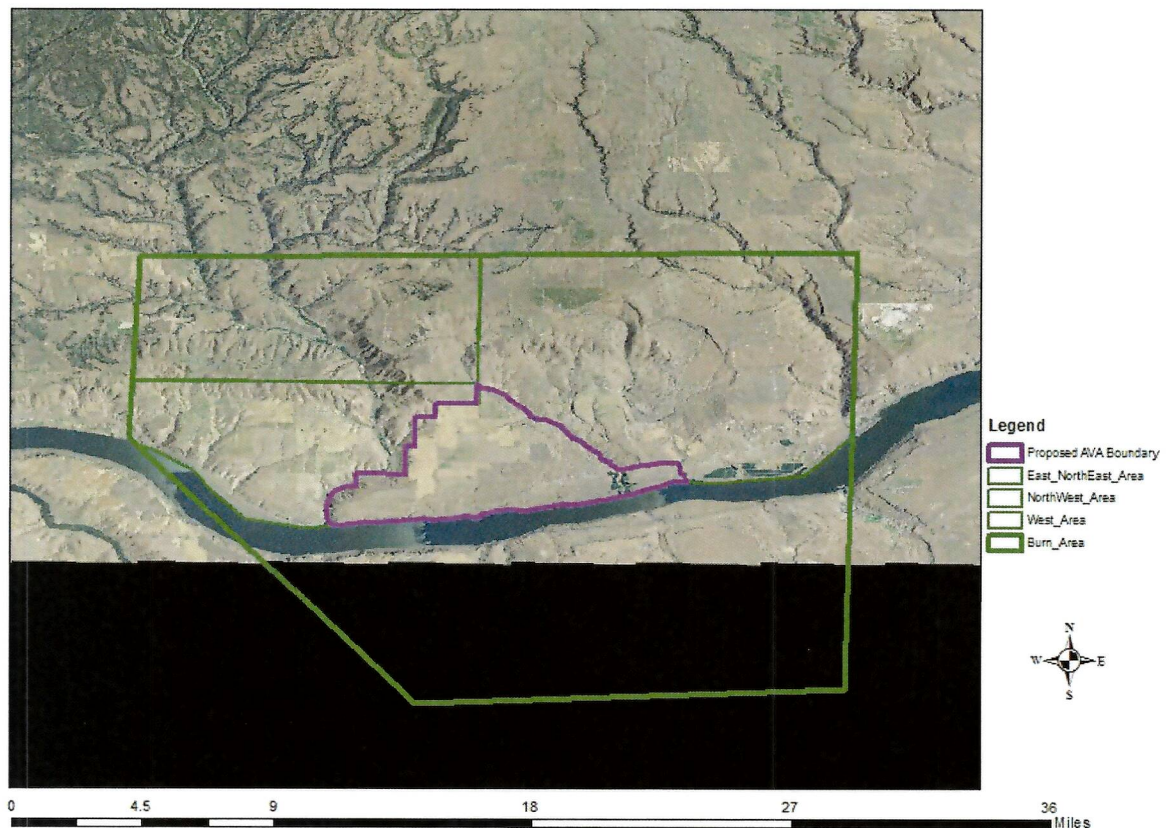 Legend
Proposed AVA Boundary
East_NorthEast_Area
NorthWest_Area
West_Area
Burn_Area
N
W E
S
0 4.5 9 18 27 36
Miles